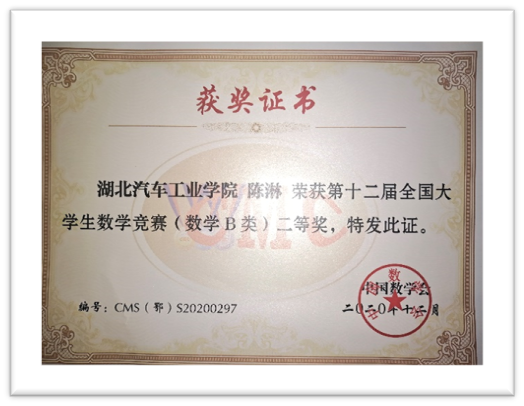 获奖证书
湖北汽车工业学院 陈淋 荣获第十二届全国大
学生数学竞赛（数学B类）二等奖，特发此证。
中国数学会
编号：CMS（鄂）S20200297
二〇二〇年十二月